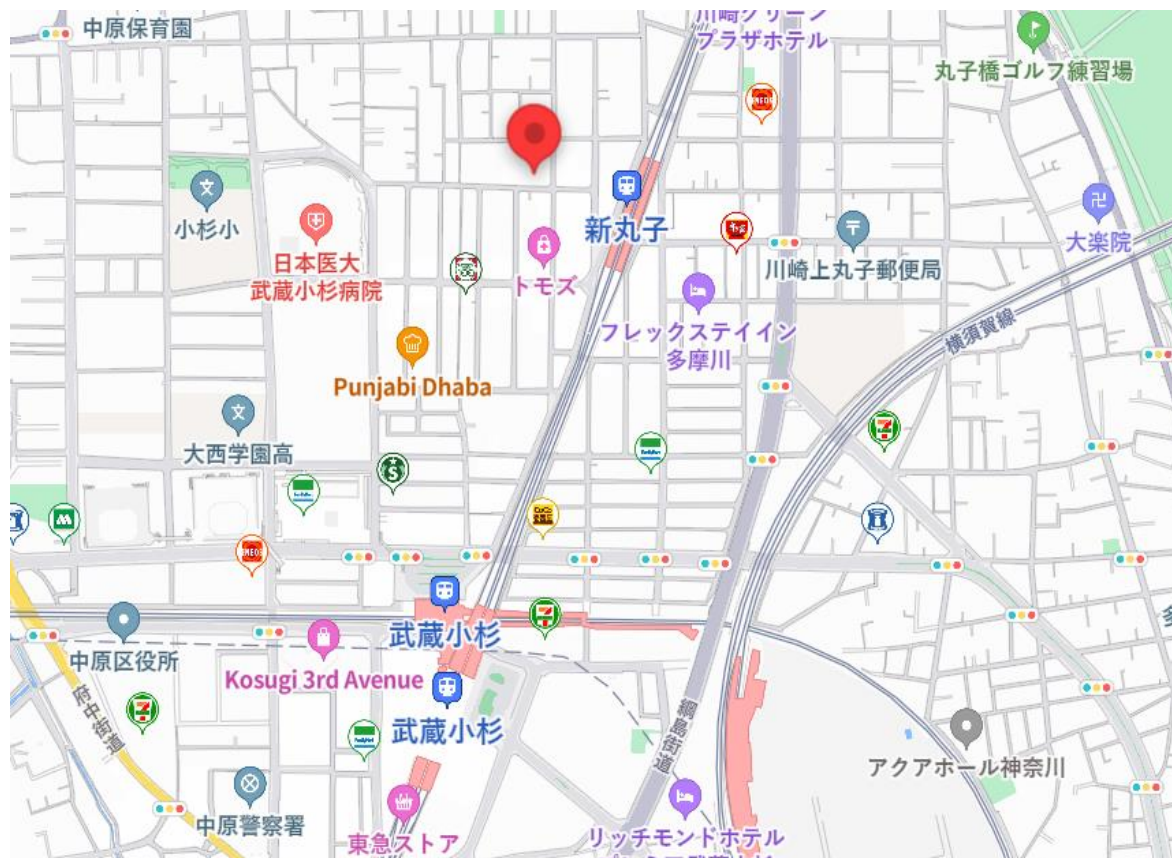 中原保育園
川崎グリーン
プラザホテル
丸子橋ゴルフ練習場
小杉小
日本医大
武蔵小杉病院
新丸子
トモズ
川崎上丸子郵便局
大楽院
フレックステイイン
多摩川
横須賀線
Punjabi Dhaba
大西学園高
ENEOS
武蔵小杉
中原区役所
Kosugi 3rd Avenue
武蔵小杉
府中街道
綱島街道
アクアホール神奈川
中原警察署
東急ストア
リッチモンドホテル